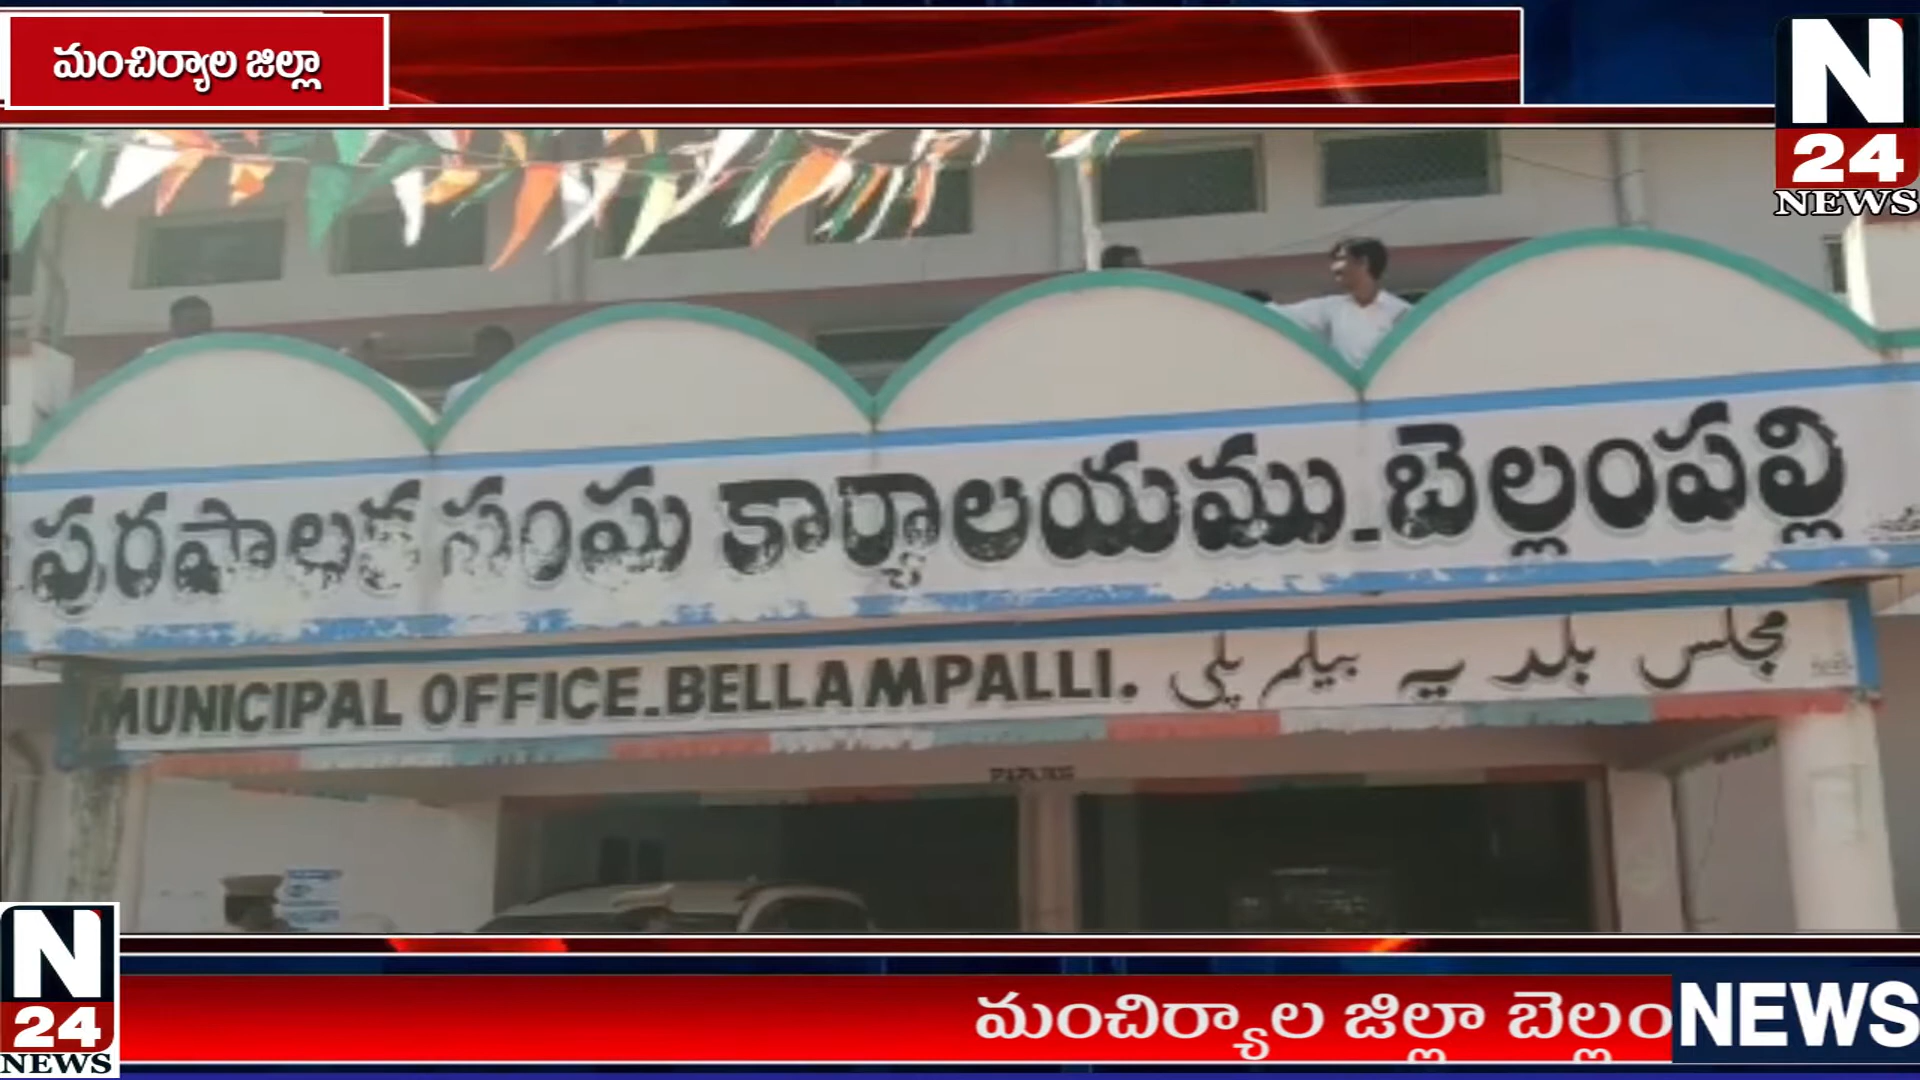 మంచిర్యాల జిల్లా
N
24
NEWS
పురపాలక సంఘ కార్యాలయము.బెల్లంపల్లి
MUNICIPAL OFFICE.BELLAMPALLI. مجلس بلدیہ بیلم پلی
N
24
NEWS
మంచిర్యాల జిల్లా బెల్లం
NEWS